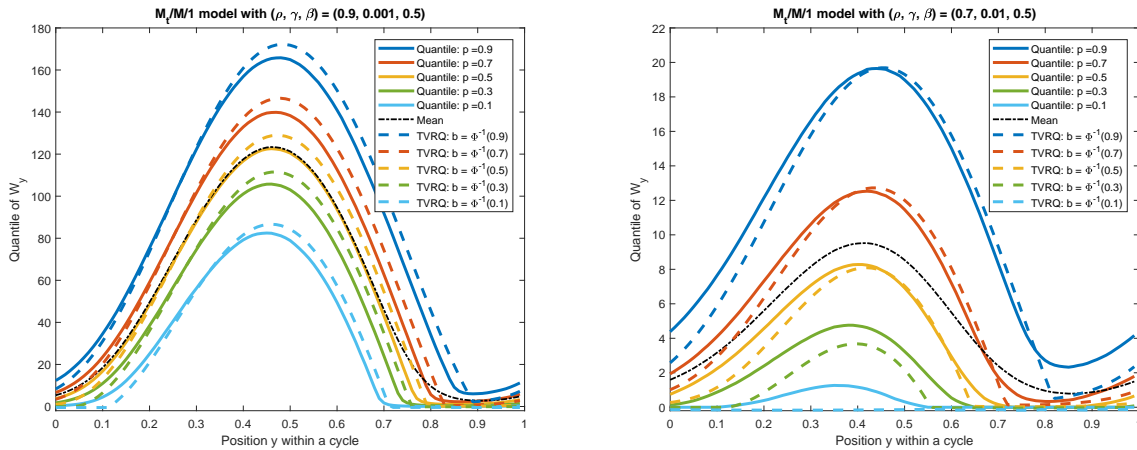 M_t/M/1 model with (ρ, γ, β) = (0.9, 0.001, 0.5)
180
160
140
120
100
80
60
40
20
0
Quantile of W_y
Quantile: p =0.9
Quantile: p =0.7
Quantile: p =0.5
Quantile: p =0.3
Quantile: p =0.1
Mean
TVRQ: b = Φ^-1(0.9)
TVRQ: b = Φ^-1(0.7)
TVRQ: b = Φ^-1(0.5)
TVRQ: b = Φ^-1(0.3)
TVRQ: b = Φ^-1(0.1)
0 0.1 0.2 0.3 0.4 0.5 0.6 0.7 0.8 0.9 1
Position y within a cycle
M_t/M/1 model with (ρ, γ, β) = (0.7, 0.01, 0.5)
22
20
18
16
14
12
10
8
6
4
2
0
Quantile of W_y
Quantile: p =0.9
Quantile: p =0.7
Quantile: p =0.5
Quantile: p =0.3
Quantile: p =0.1
Mean
TVRQ: b = Φ^-1(0.9)
TVRQ: b = Φ^-1(0.7)
TVRQ: b = Φ^-1(0.5)
TVRQ: b = Φ^-1(0.3)
TVRQ: b = Φ^-1(0.1)
0 0.1 0.2 0.3 0.4 0.5 0.6 0.7 0.8 0.9 1
Position y within a cycle